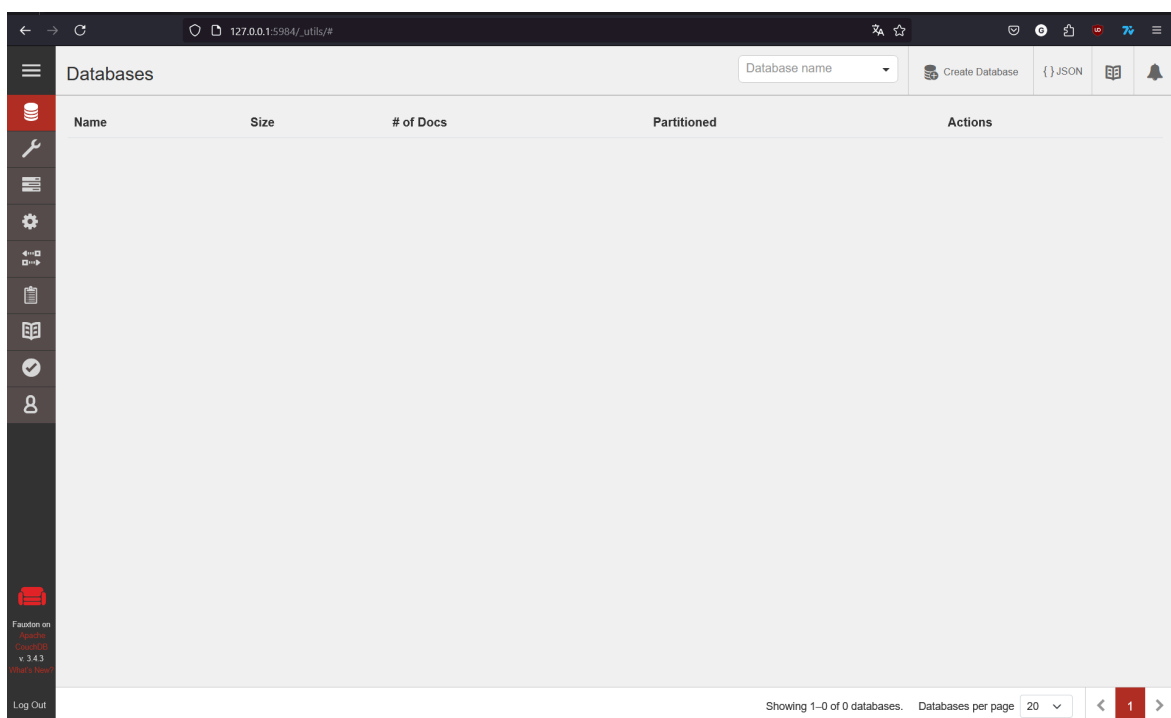 127.0.0.1:5984/_utils/#
Databases
Database name
Create Database
{ } JSON
Name Size # of Docs Partitioned Actions
Fauxton on
Apache
CouchDB
v. 3.4.3
What's New?
Log Out
Showing 1–0 of 0 databases. Databases per page 20 1